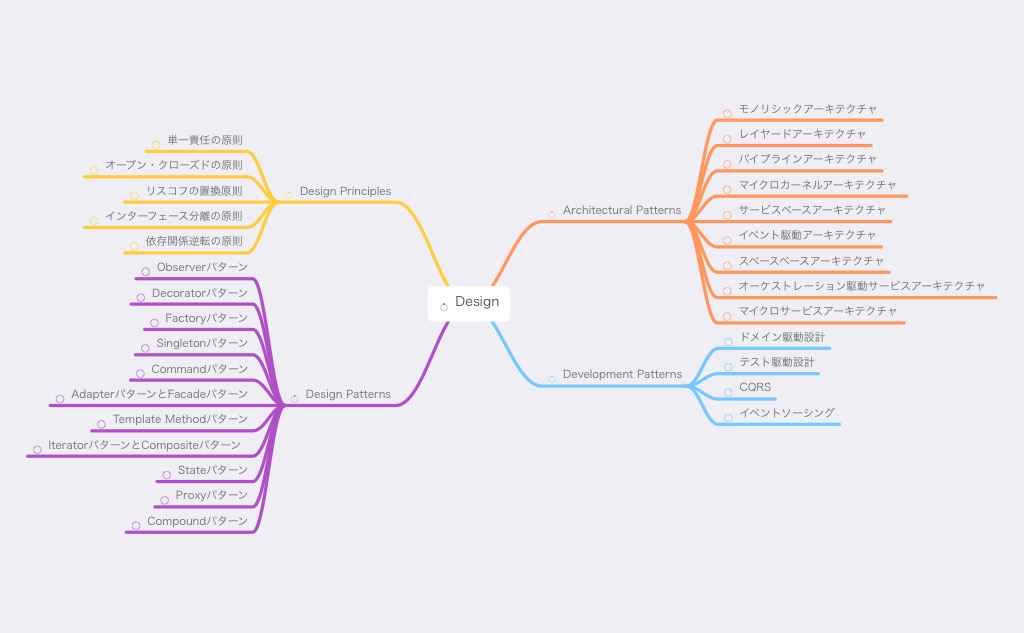 Design
Design Principles
単一責任の原則
オープン・クローズドの原則
リスコフの置換原則
インターフェース分離の原則
依存関係逆転の原則
Design Patterns
Observerパターン
Decoratorパターン
Factoryパターン
Singletonパターン
Commandパターン
AdapterパターンとFacadeパターン
Template Methodパターン
IteratorパターンとCompositeパターン
Stateパターン
Proxyパターン
Compoundパターン
Architectural Patterns
モノリシックアーキテクチャ
レイヤードアーキテクチャ
パイプラインアーキテクチャ
マイクロカーネルアーキテクチャ
サービスベースアーキテクチャ
イベント駆動アーキテクチャ
スペースベースアーキテクチャ
オーケストレーション駆動サービスアーキテクチャ
マイクロサービスアーキテクチャ
Development Patterns
ドメイン駆動設計
テスト駆動設計
CQRS
イベントソーシング